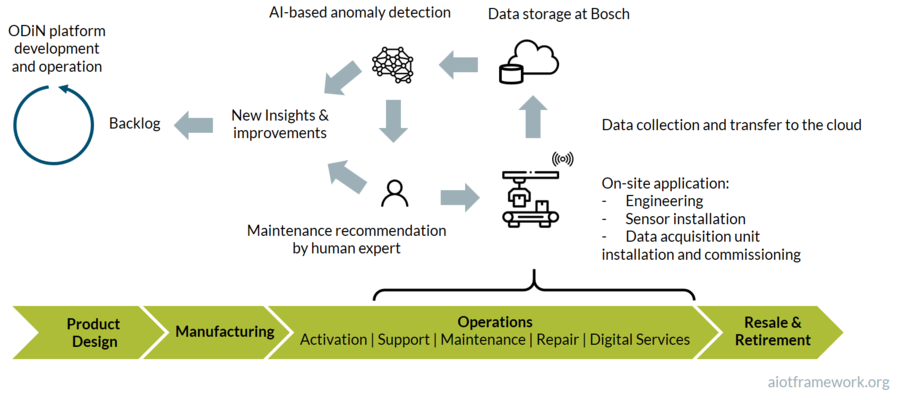 AI-based anomaly detection
Data storage at Bosch
ODiN platform
development
and operation
Backlog
New Insights &
improvements
Data collection and transfer to the cloud
Maintenance recommendation
by human expert
On-site application:
- Engineering
- Sensor installation
- Data acquisition unit
installation and commissioning
Product
Design
Manufacturing
Operations
Activation | Support | Maintenance | Repair | Digital Services
Resale &
Retirement
aiotframework.org